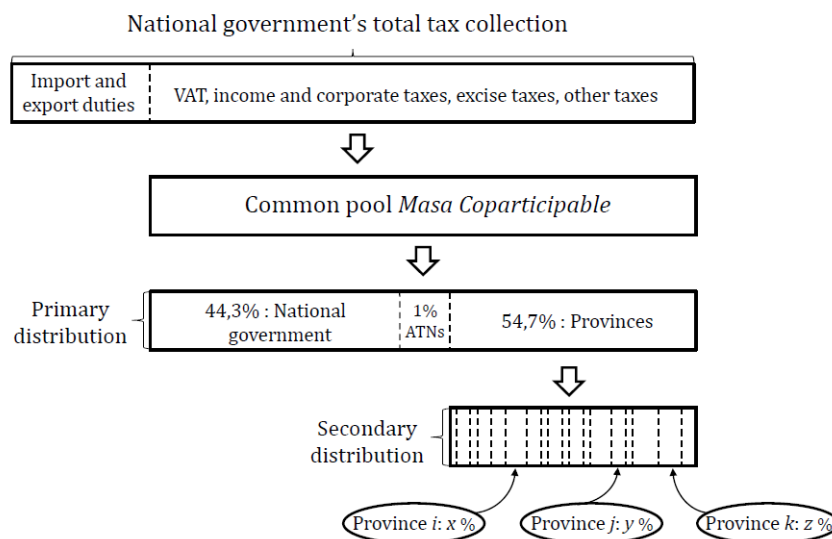 National government's total tax collection
Import and
export duties
VAT, income and corporate taxes, excise taxes, other taxes
Common pool Masa Coparticipable
Primary
distribution
44,3% : National
government
1%
ATNs
54,7% : Provinces
Secondary
distribution
Province i: x %
Province j: y %
Province k: z %